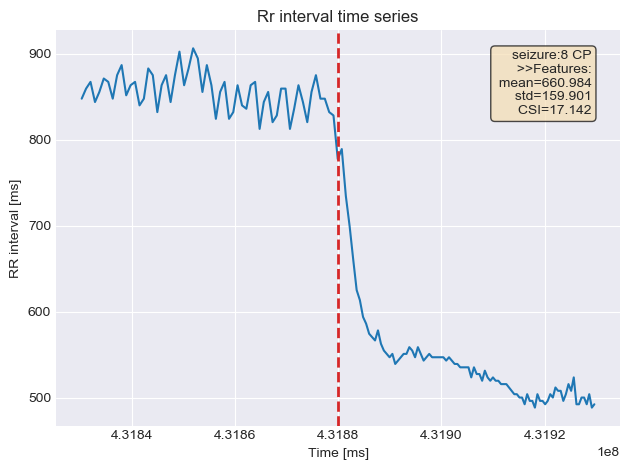 Rr interval time series
seizure:8 CP
>>Features:
mean=660.984
std=159.901
CSI=17.142
900
800
700
600
500
RR interval [ms]
4.3184 4.3186 4.3188 4.3190 4.3192
1e8
Time [ms]